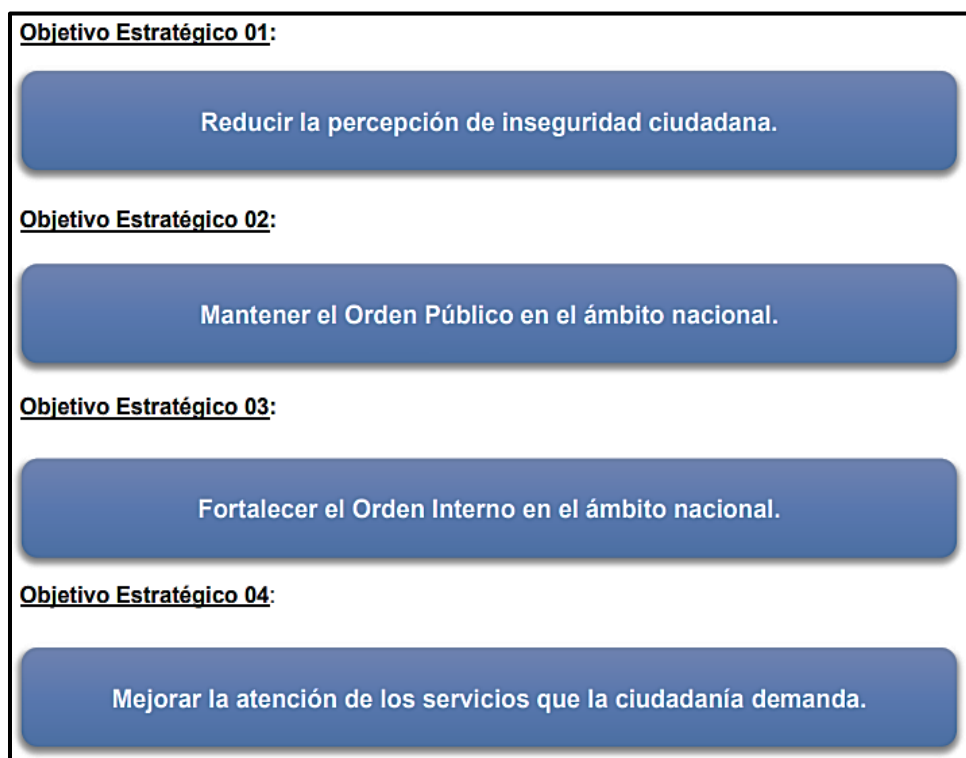 Objetivo Estratégico 01:
Reducir la percepción de inseguridad ciudadana.
Objetivo Estratégico 02:
Mantener el Orden Público en el ámbito nacional.
Objetivo Estratégico 03:
Fortalecer el Orden Interno en el ámbito nacional.
Objetivo Estratégico 04:
Mejorar la atención de los servicios que la ciudadanía demanda.